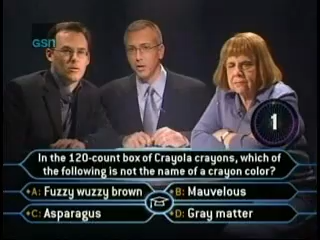 GSN
1
In the 120-count box of Crayola crayons, which of
the following is not the name of a crayon color?
A: Fuzzy wuzzy brown
B: Mauvelous
C: Asparagus
D: Gray matter